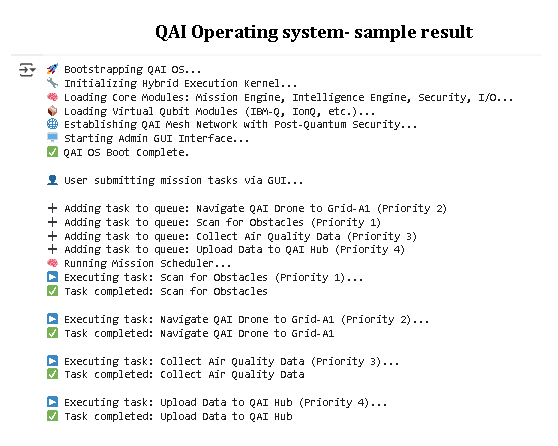 QAI Operating system- sample result
🚀 Bootstrapping QAI OS...
🔧 Initializing Hybrid Execution Kernel...
🧠 Loading Core Modules: Mission Engine, Intelligence Engine, Security, I/O...
📦 Loading Virtual Qubit Modules (IBM-Q, IonQ, etc.)...
🌐 Establishing QAI Mesh Network with Post-Quantum Security...
🖥️ Starting Admin GUI Interface...
✅ QAI OS Boot Complete.
👤 User submitting mission tasks via GUI...
➕ Adding task to queue: Navigate QAI Drone to Grid-A1 (Priority 2)
➕ Adding task to queue: Scan for Obstacles (Priority 1)
➕ Adding task to queue: Collect Air Quality Data (Priority 3)
➕ Adding task to queue: Upload Data to QAI Hub (Priority 4)
🧠 Running Mission Scheduler...
▶️ Executing task: Scan for Obstacles (Priority 1)...
✅ Task completed: Scan for Obstacles
▶️ Executing task: Navigate QAI Drone to Grid-A1 (Priority 2)...
✅ Task completed: Navigate QAI Drone to Grid-A1
▶️ Executing task: Collect Air Quality Data (Priority 3)...
✅ Task completed: Collect Air Quality Data
▶️ Executing task: Upload Data to QAI Hub (Priority 4)...
✅ Task completed: Upload Data to QAI Hub